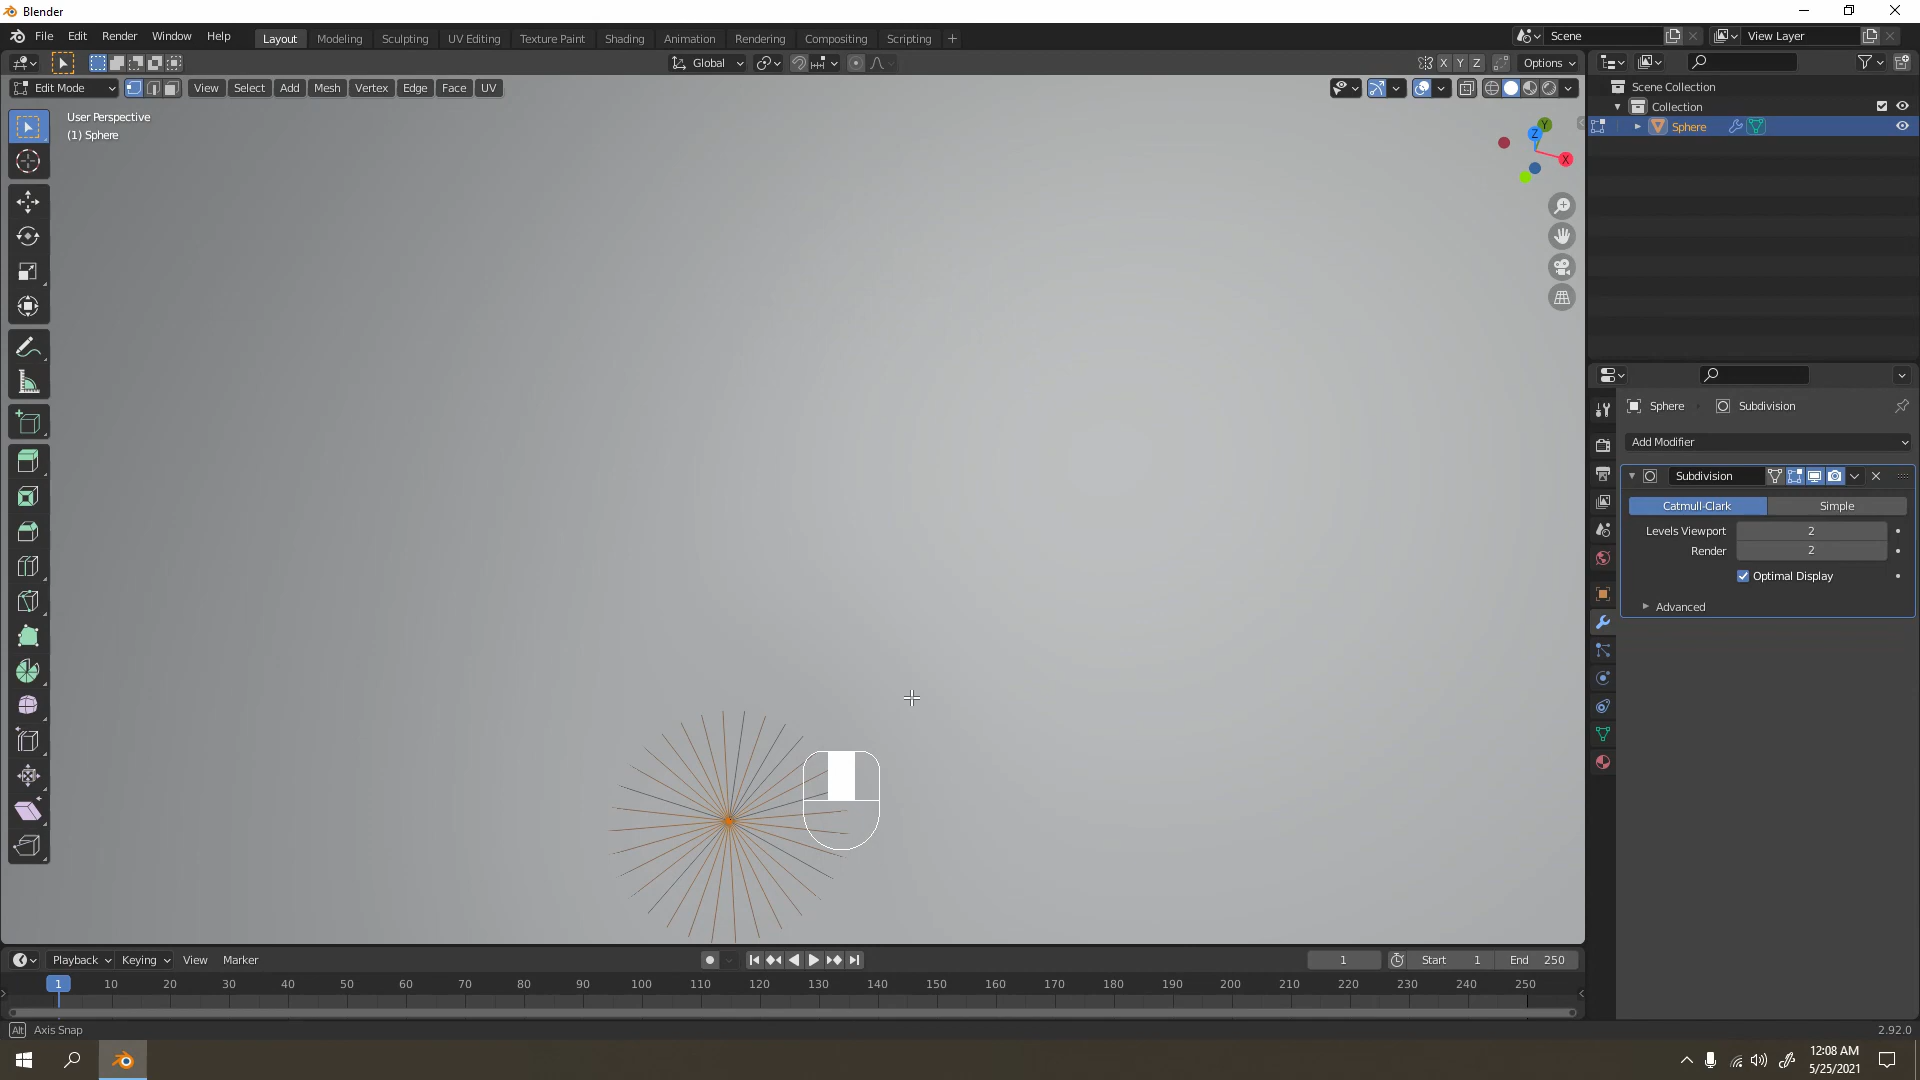 Blender
File Edit Render Window Help
Layout Modeling Sculpting UV Editing Texture Paint Shading Animation Rendering Compositing Scripting +
Scene
View Layer
Global
X Y Z
Options
Edit Mode
View Select Add Mesh Vertex Edge Face UV
User Perspective
(1) Sphere
Y
Z
X
Scene Collection
Collection
Sphere
Sphere Subdivision
Add Modifier
Subdivision
Catmull-Clark Simple
Levels Viewport 2
Render 2
Optimal Display
Advanced
Playback Keying View Marker
1 Start 1 End 250
1 10 20 30 40 50 60 70 80 90 100 110 120 130 140 150 160 170 180 190 200 210 220 230 240 250
Alt Axis Snap
2.92.0
12:08 AM
5/25/2021